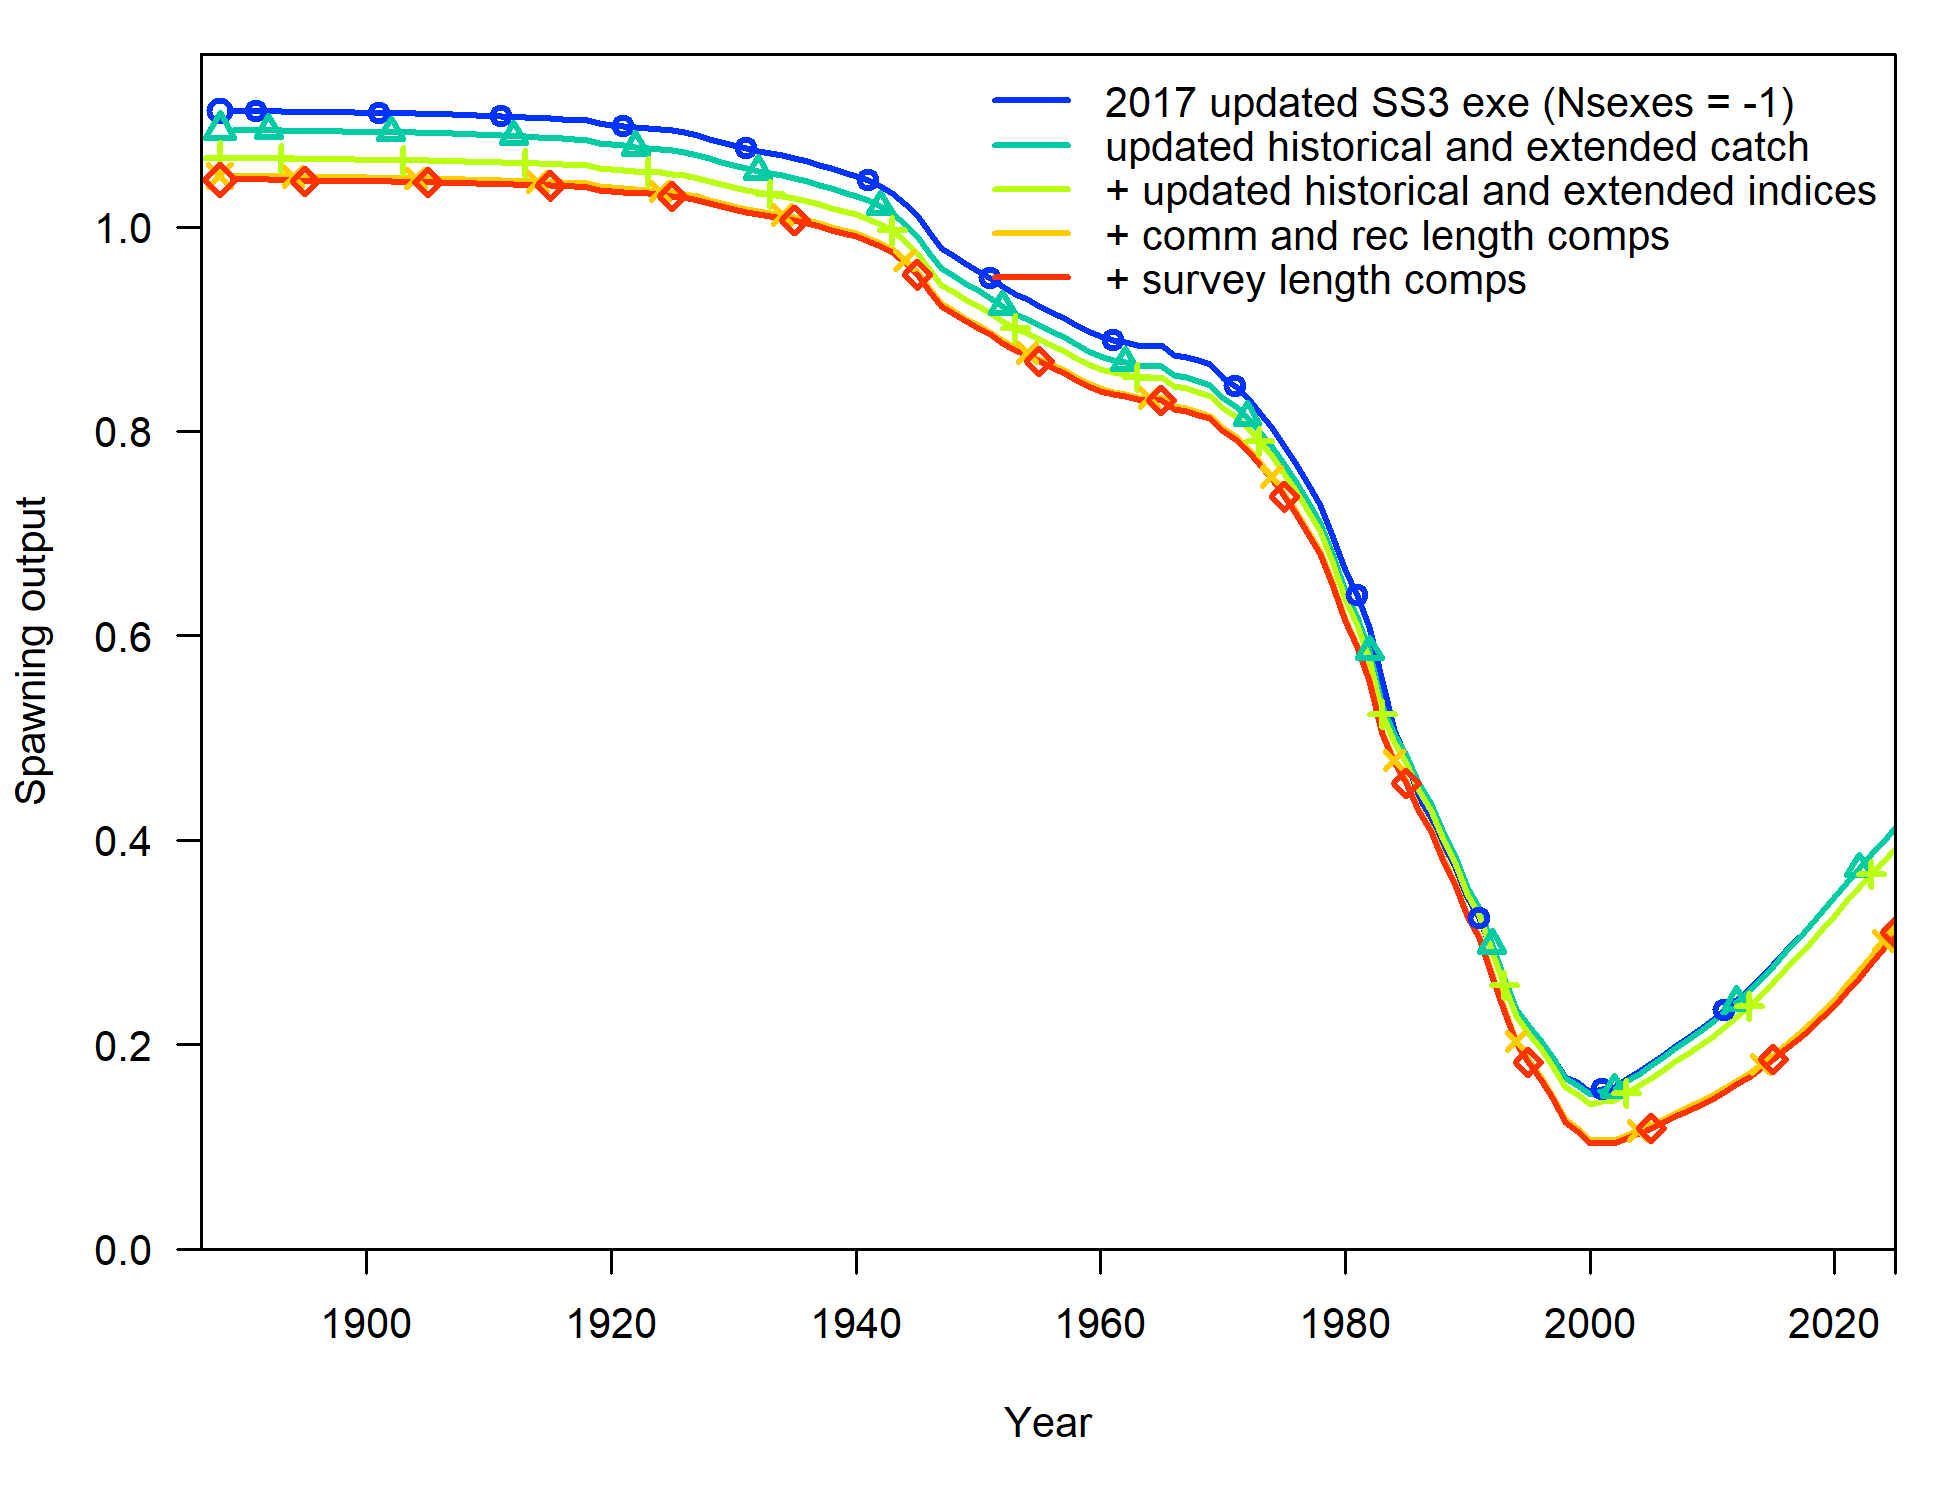 2017 updated SS3 exe (Nsexes = -1)
updated historical and extended catch
+ updated historical and extended indices
+ comm and rec length comps
+ survey length comps
Spawning output
1.0
0.8
0.6
0.4
0.2
0.0
1900 1920 1940 1960 1980 2000 2020
Year